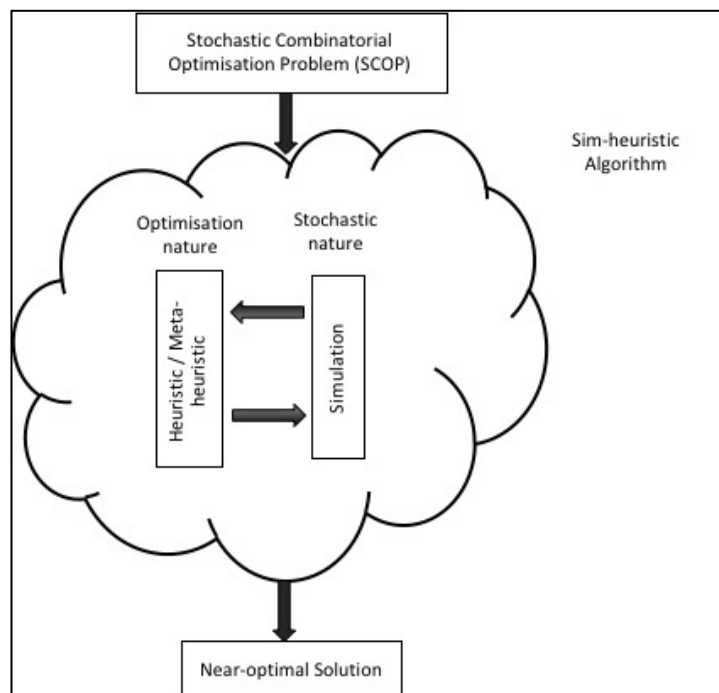 Stochastic Combinatorial
Optimisation Problem (SCOP)
Sim-heuristic
Algorithm
Optimisation
nature
Stochastic
nature
Heuristic / Meta-
heuristic
Simulation
Near-optimal Solution